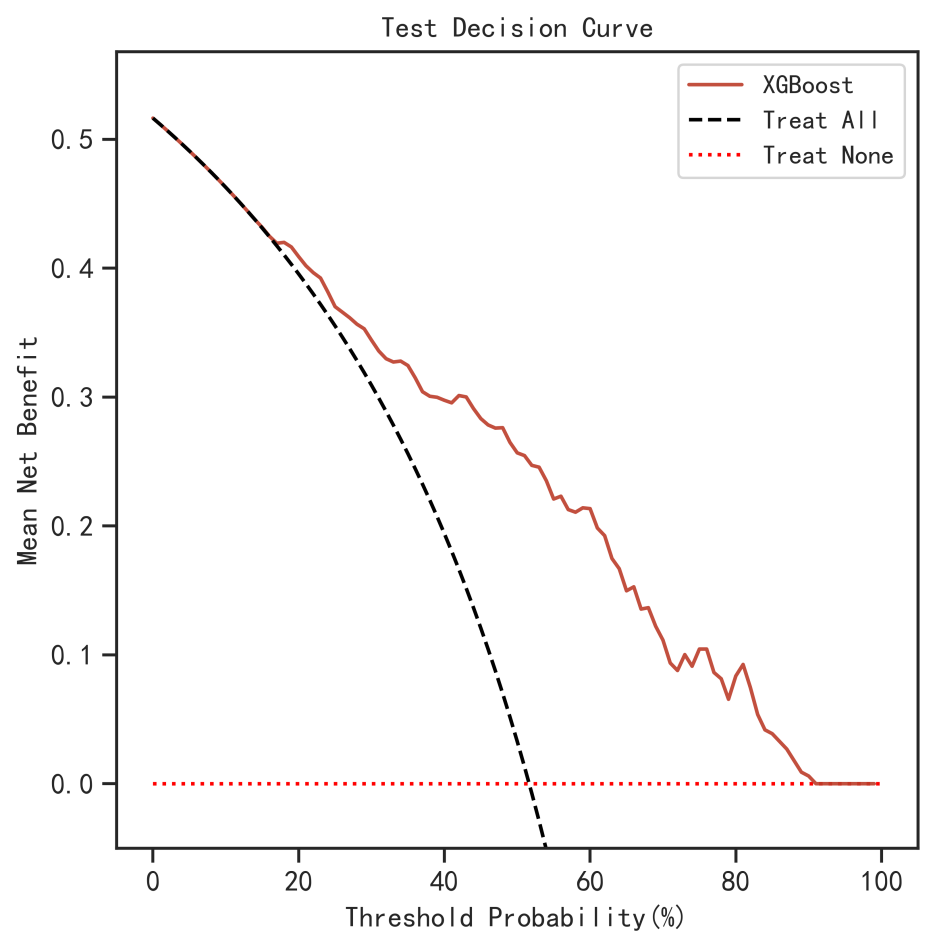 Test Decision Curve
XGBoost
Treat All
Treat None
Mean Net Benefit
0.5
0.4
0.3
0.2
0.1
0.0
0 20 40 60 80 100
Threshold Probability(%)